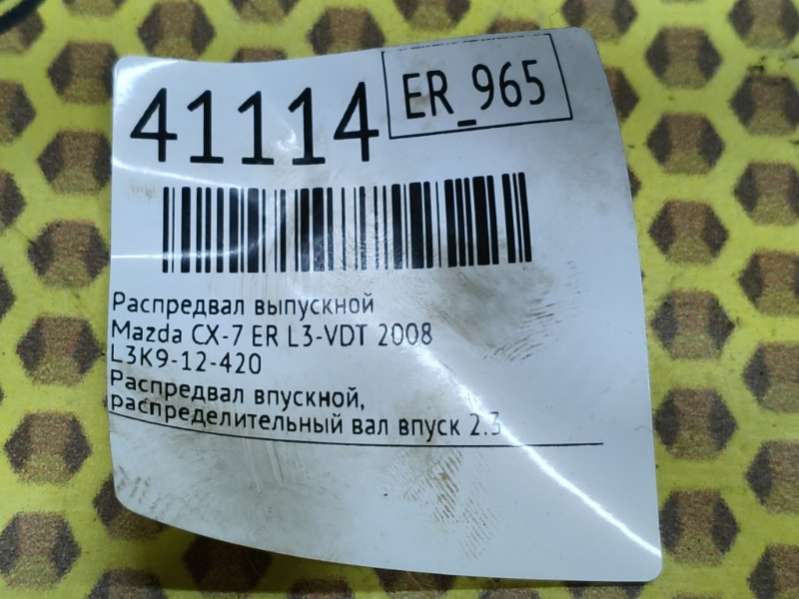 41114
ER_965
Распредвал выпускной
Mazda CX-7 ER L3-VDT 2008
L3K9-12-420
Распредвал впускной,
распределительный вал впуск 2.3